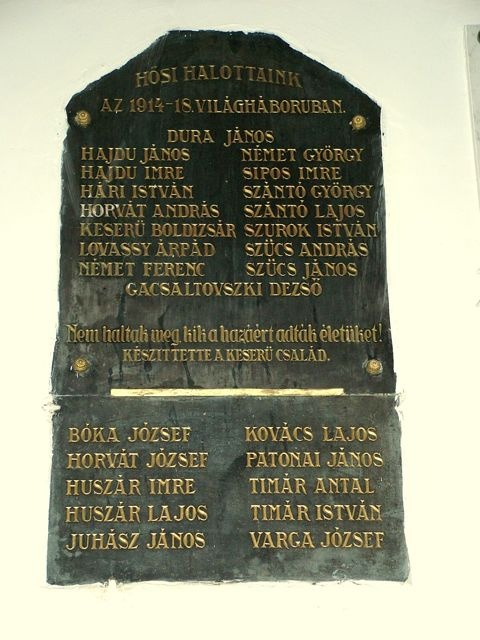 HŐSI HALOTTAINK
AZ 1914-18. VILÁGHÁBORUBAN.
DURA JÁNOS
HAJDU JÁNOS NÉMET GYÖRGY
HAJDU IMRE SIPOS IMRE
HÁRI ISTVÁN SZÁNTÓ GYÖRGY
HORVÁT ANDRÁS SZÁNTÓ LAJOS
KESERÜ BOLDIZSÁR SZUROK ISTVÁN
LOVASSY ÁRPÁD SZÜCS ANDRÁS
NÉMET FERENC SZÜCS JÁNOS
GACSALTOVSZKI DEZSŐ
Nem haltak meg, kik a hazáért adták életüket!
KÉSZITTETTE A KESERÜ CSALÁD.
BÓKA JÓZSEF KOVÁCS LAJOS
HORVÁT JÓZSEF PATONAI JÁNOS
HUSZÁR IMRE TIMÁR ANTAL
HUSZÁR LAJOS TIMÁR ISTVÁN
JUHÁSZ JÁNOS VARGA JÓZSEF